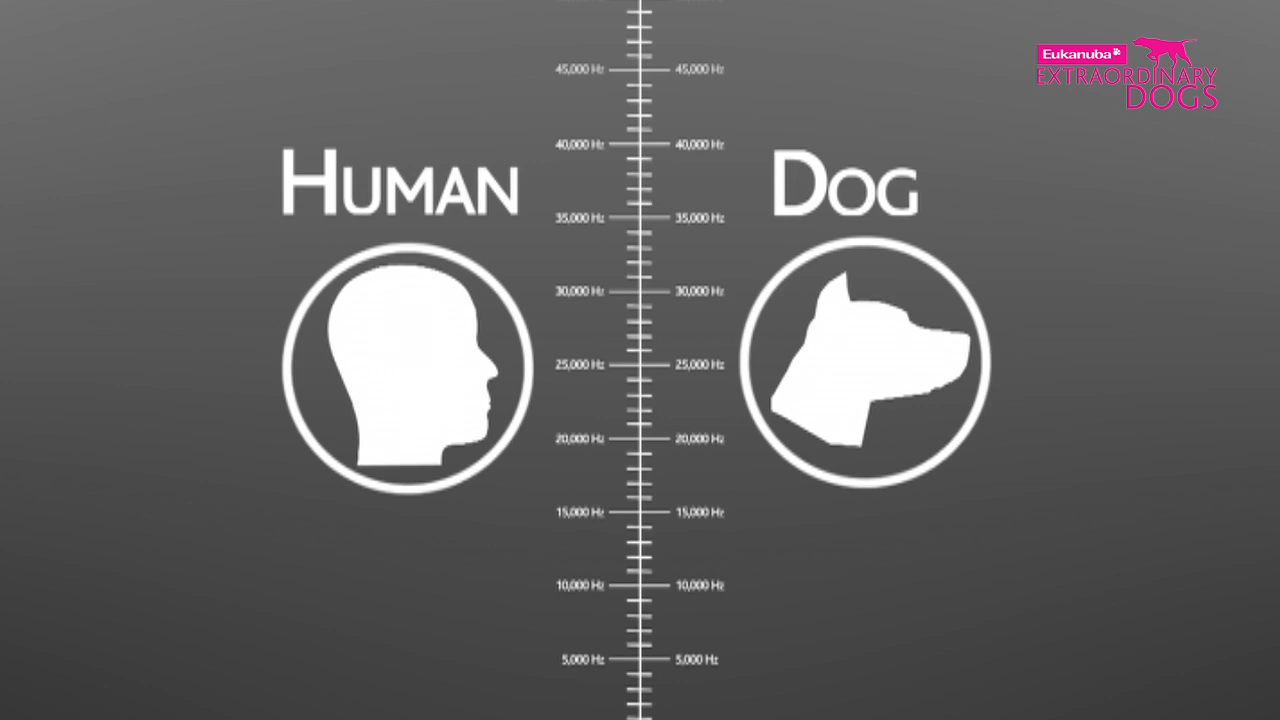 Eukanuba
EXTRAORDINARY
DOGS
HUMAN
DOG
45,000 Hz 45,000 Hz
40,000 Hz 40,000 Hz
35,000 Hz 35,000 Hz
30,000 Hz 30,000 Hz
25,000 Hz 25,000 Hz
20,000 Hz 20,000 Hz
15,000 Hz 15,000 Hz
10,000 Hz 10,000 Hz
5,000 Hz 5,000 Hz